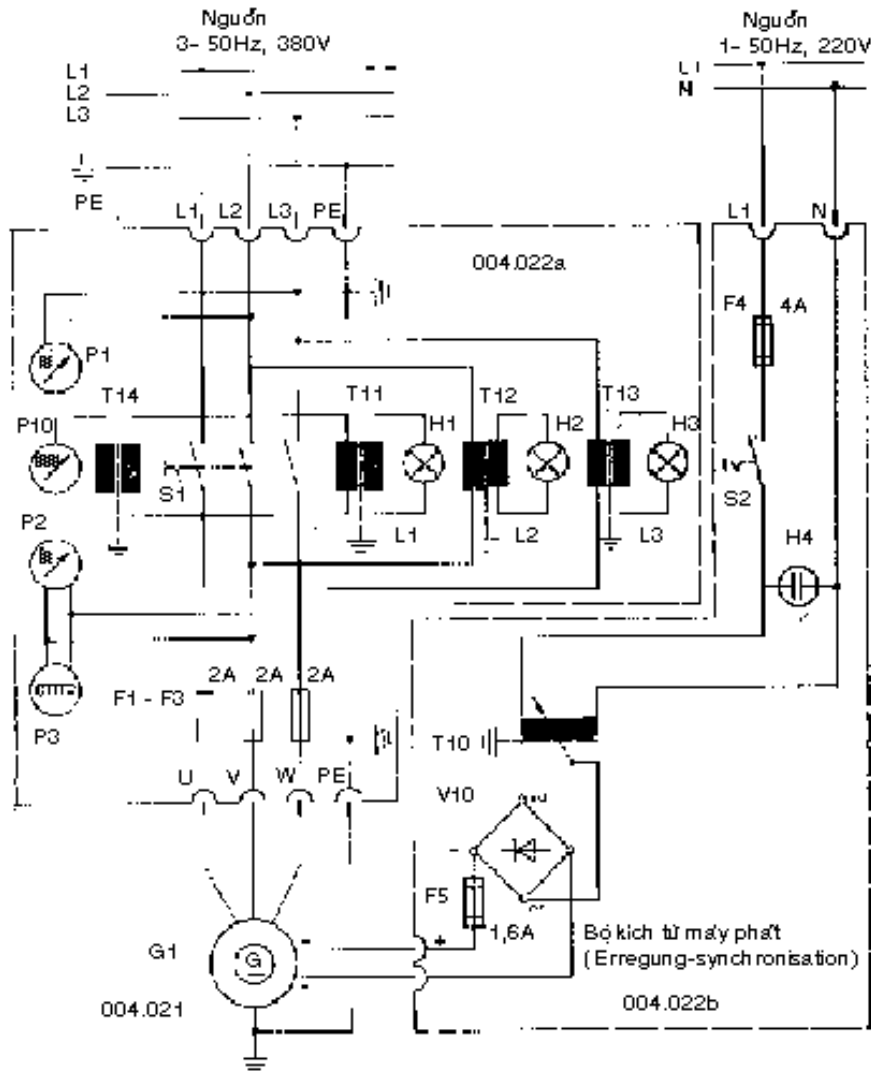 Nguồn
3~ 50Hz, 380V
Nguồn
1~ 50Hz, 220V
L1
L2
L3
PE
L1
N
L1 L2 L3 PE
L1 N
004.022a
F4 4A
P1
T14 T11 H1 T12 H2 T13 H3
P10
S1
S2
L1 L2 L3
P2
H4
2A 2A 2A
F1 - F3
P3
T10
U V W PE
V10
F5
1,6A
G1
G
+
Bộ kích từ máy phát
( Erregung-synchronisation)
004.021
004.022b